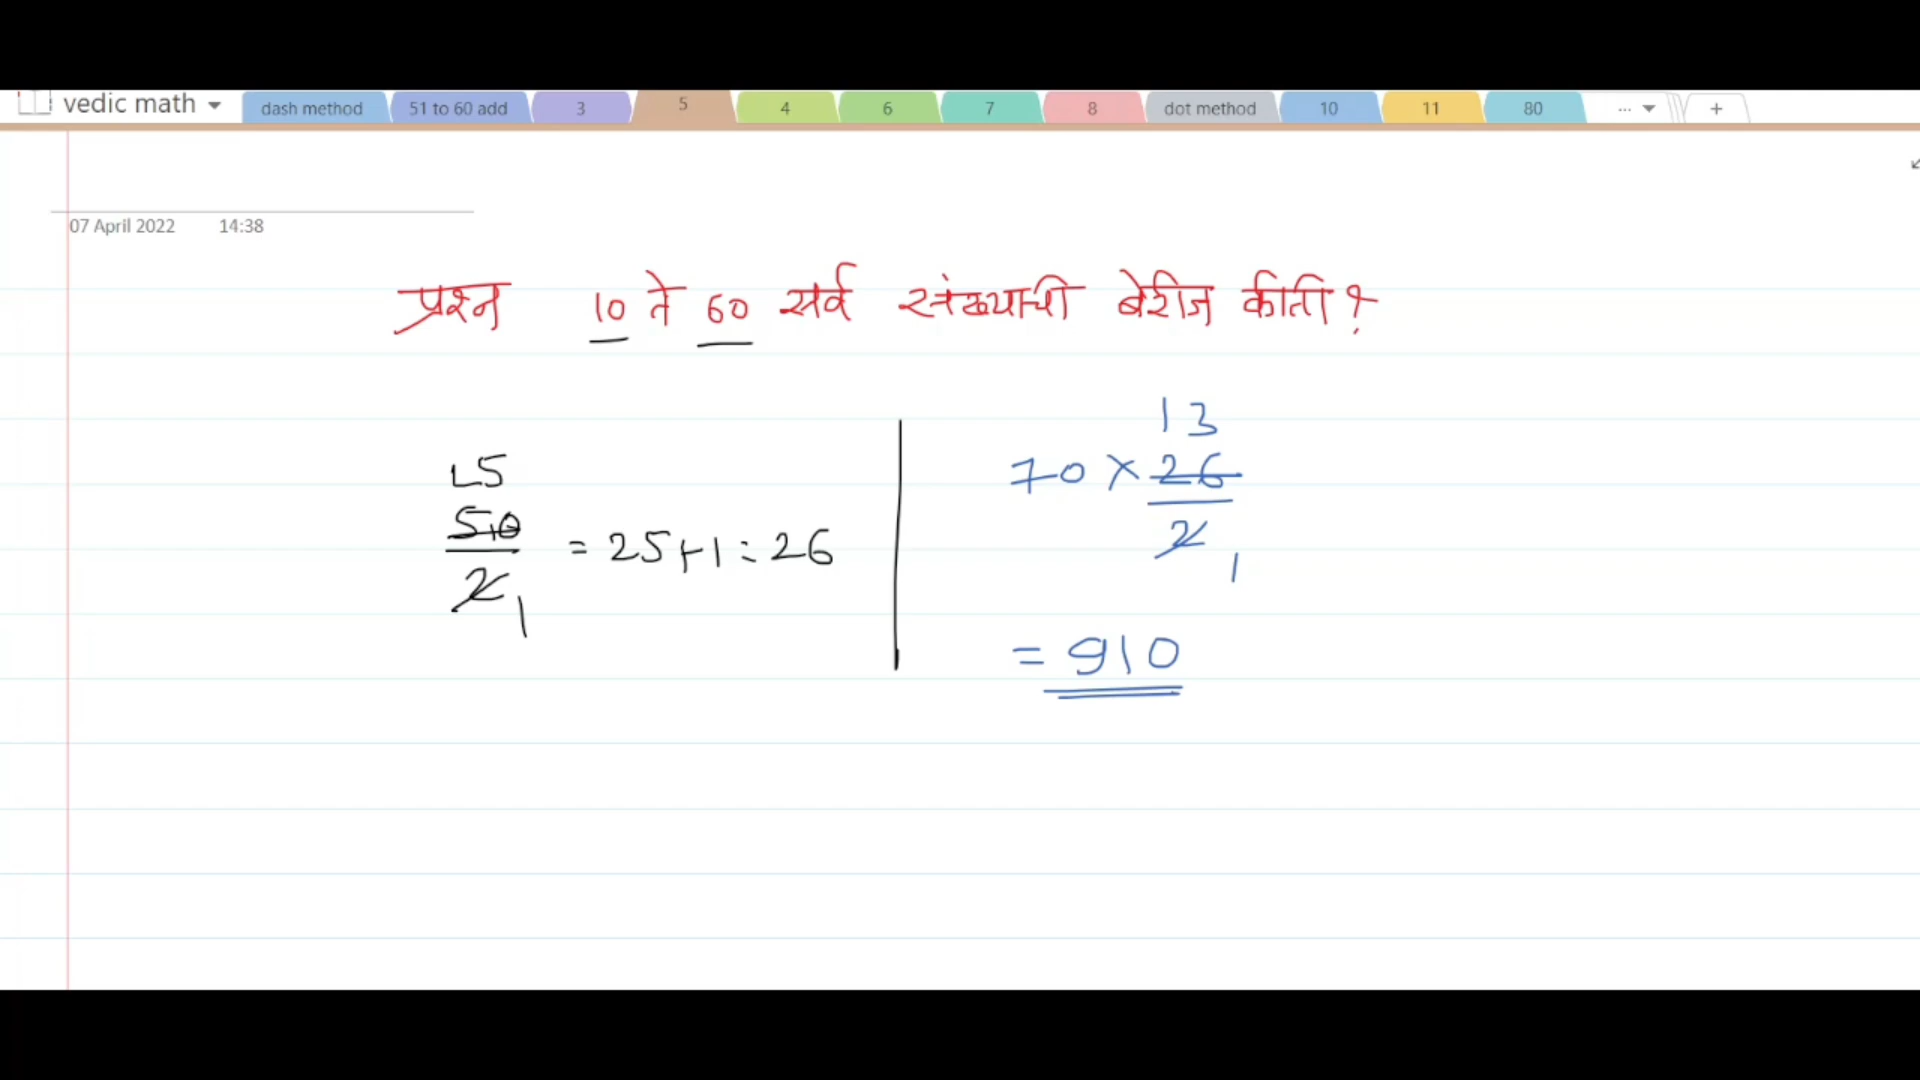 vedic math dash method 51 to 60 add 3 5 4 6 7 8 dot method 10 11 80 ... +
07 April 2022 14:38
प्रश्न 10 ते 60 सर्व संख्यांची बेरीज कीती?
25
50
2 1
= 25+1=26
13
70 × 26
2 1
= 910